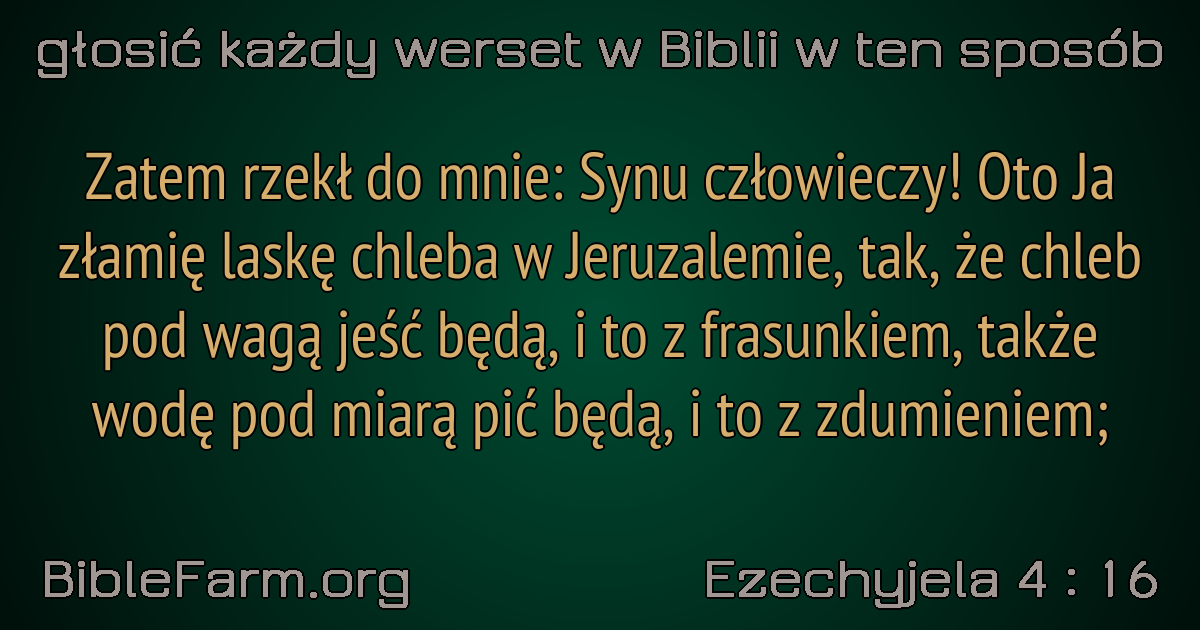 głosić każdy werset w Biblii w ten sposób
Zatem rzekł do mnie: Synu człowieczy! Oto Ja
złamię laskę chleba w Jeruzalemie, tak, że chleb
pod wagą jeść będą, i to z frasunkiem, także
wodę pod miarą pić będą, i to z zdumieniem;
BibleFarm.org
Ezechyjela 4 : 16